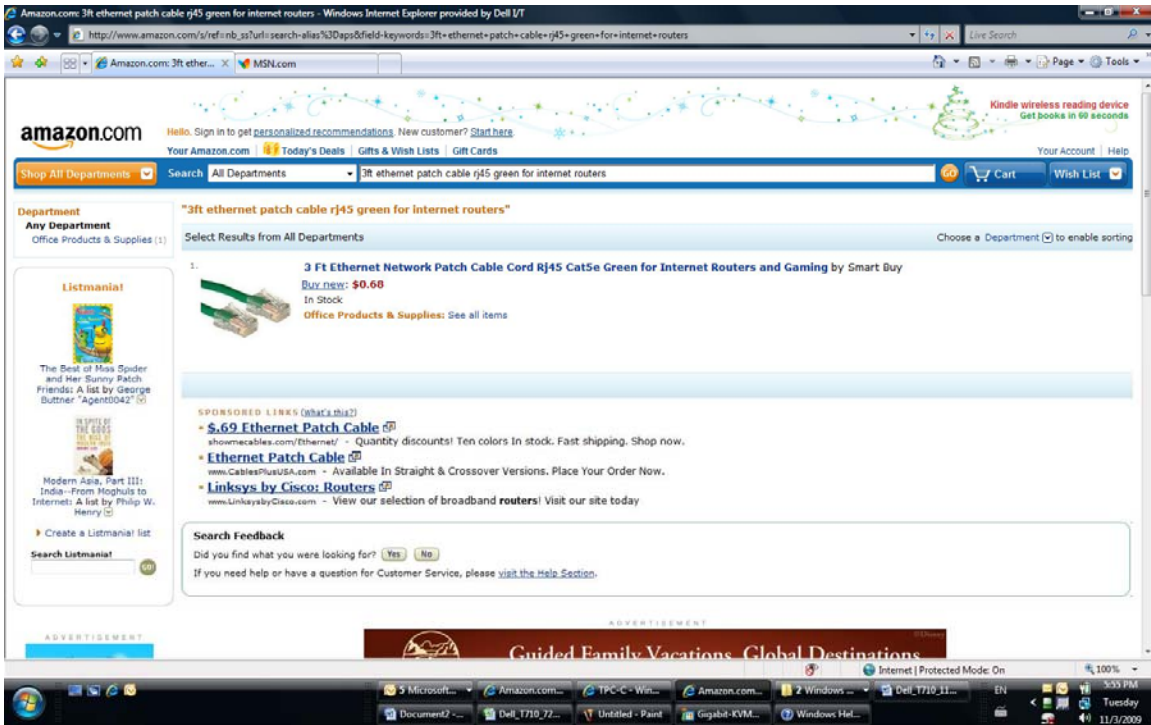 Amazon.com: 3ft ethernet patch cable rj45 green for internet routers - Windows Internet Explorer provided by Dell I/T
http://www.amazon.com/s/ref=nb_ss?url=search-alias%3Daps&field-keywords=3ft+ethernet+patch+cable+rj45+green+for+internet+routers
Live Search
Amazon.com: 3ft ether...
MSN.com
Page
Tools
Kindle wireless reading device
Get books in 60 seconds
amazon.com
Hello. Sign in to get personalized recommendations. New customer? Start here.
Your Amazon.com
Today's Deals
Gifts & Wish Lists
Gift Cards
Your Account
Help
Shop All Departments
Search
All Departments
3ft ethernet patch cable rj45 green for internet routers
GO
Cart
Wish List
Department
Any Department
Office Products & Supplies [1]
"3ft ethernet patch cable rj45 green for internet routers"
Select Results from All Departments
Choose a Department to enable sorting
1.
3 Ft Ethernet Network Patch Cable Cord Rj45 Cat5e Green for Internet Routers and Gaming by Smart Buy
Buy new: $0.68
In Stock
Office Products & Supplies: See all items
Listmania!
The Best of Miss Spider
and Her Sunny Patch
Friends: A list by George
Buttner "Agent0042"
IN SPITE OF
THE GODS
Modern Asia, Part III:
India--From Moghuls to
Internet: A list by Philip W.
Henry
Create a Listmania! list
Search Listmania!
GO!
SPONSORED LINKS (What's this?)
$.69 Ethernet Patch Cable
showmecables.com/Ethernet/ - Quantity discounts! Ten colors In stock. Fast shipping. Shop now.
Ethernet Patch Cable
www.CablesPlusUSA.com - Available In Straight & Crossover Versions. Place Your Order Now.
Linksys by Cisco: Routers
www.LinksysbyCisco.com - View our selection of broadband routers! Visit our site today
Search Feedback
Did you find what you were looking for? Yes No
If you need help or have a question for Customer Service, please visit the Help Section.
ADVERTISEMENT
ADVERTISEMENT
©Disney
Guided Family Vacations. Global Destinations
Internet | Protected Mode: On
100%
5 Microsoft...
Amazon.com...
TPC-C - Win...
Amazon.com...
2 Windows ...
Dell_T710_11...
EN
5:55 PM
Document2 -...
Dell_T710_72...
Untitled - Paint
Gigabit-KVM...
Windows Hel...
Tuesday
11/3/2009